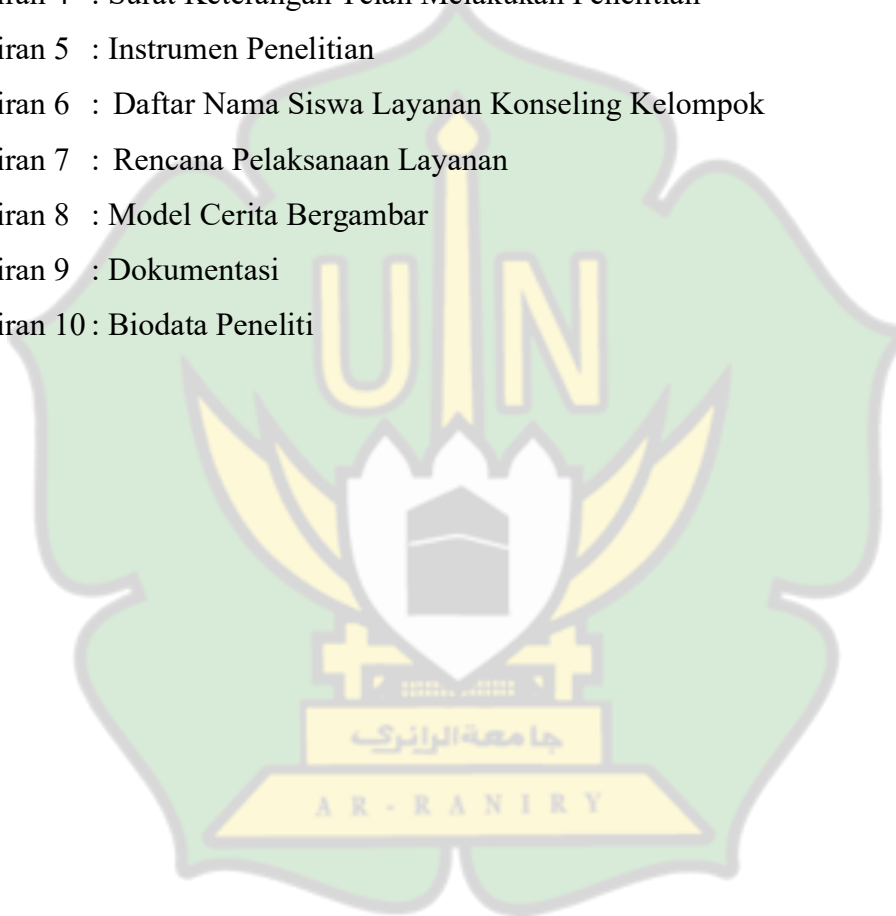 iran 4 : Surat Keterangan Telah Melakukan Penelitian
iran 5 : Instrumen Penelitian
iran 6 : Daftar Nama Siswa Layanan Konseling Kelompok
iran 7 : Rencana Pelaksanaan Layanan
iran 8 : Model Cerita Bergambar
iran 9 : Dokumentasi
iran 10 : Biodata Peneliti
UIN
جامعة الرانري
AR-RANIRY